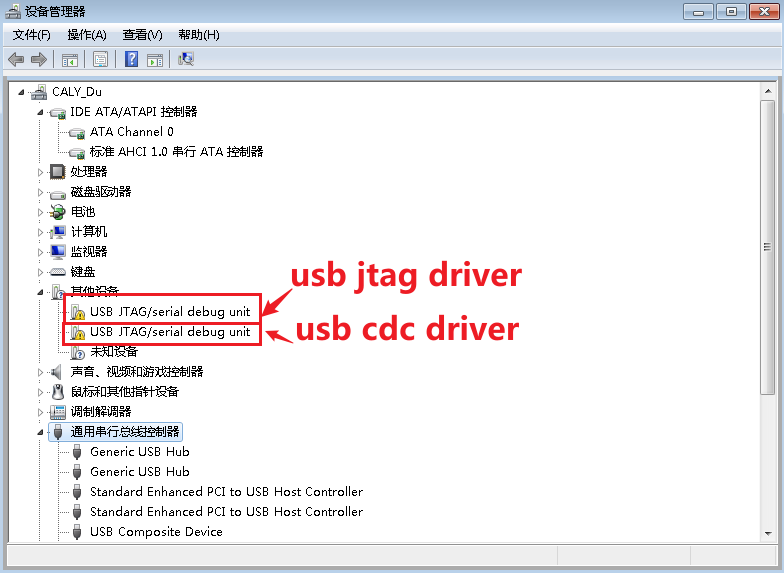 设备管理器
文件(F) 操作(A) 查看(V) 帮助(H)
CALY_Du
IDE ATA/ATAPI 控制器
ATA Channel 0
标准 AHCI 1.0 串行 ATA 控制器
处理器
磁盘驱动器
电池
计算机
监视器
键盘
usb jtag driver
其他设备
USB JTAG/serial debug unit
usb cdc driver
USB JTAG/serial debug unit
未知设备
声音、视频和游戏控制器
鼠标和其他指针设备
调制解调器
通用串行总线控制器
Generic USB Hub
Generic USB Hub
Standard Enhanced PCI to USB Host Controller
Standard Enhanced PCI to USB Host Controller
USB Composite Device